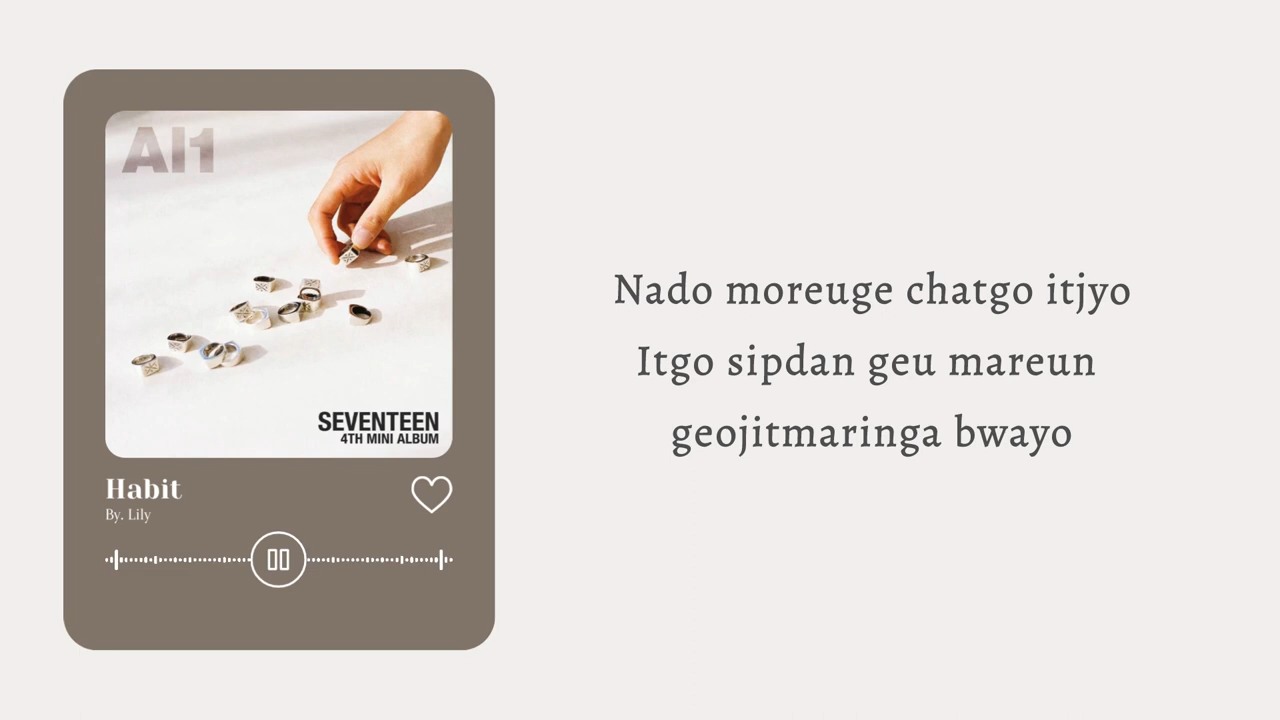 Al1
SEVENTEEN
4TH MINI ALBUM
Habit
By. Lily
Nado moreuge chatgo itjyo
Itgo sipdan geu mareun
geojitmaringa bwayo